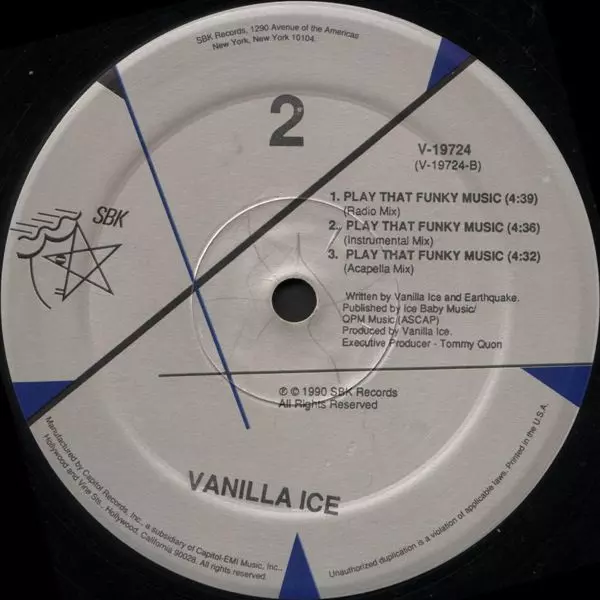 SBK Records, 1290 Avenue of the Americas
New York, New York 10104.
2
V-19724
(V-19724-B)
SBK
1. PLAY THAT FUNKY MUSIC (4:39)
(Radio Mix)
2.. PLAY THAT FUNKY MUSIC (4:36)
(Instrumental Mix)
3. PLAY THAT FUNKY MUSIC (4:32)
(Acapella Mix)
Written by Vanilla Ice and Earthquake.
Published by Ice Baby Music/
QPM Music (ASCAP)
Produced by Vanilla Ice.
Executive Producer - Tommy Quon
℗ © 1990 SBK Records
All Rights Reserved
VANILLA ICE
Manufactured by Capitol Records, Inc., a subsidiary of Capitol-EMI Music, Inc.,
Hollywood and Vine Sts., Hollywood, California 90028. All rights reserved.
Unauthorized duplication is a violation of applicable laws. Printed in the U.S.A.